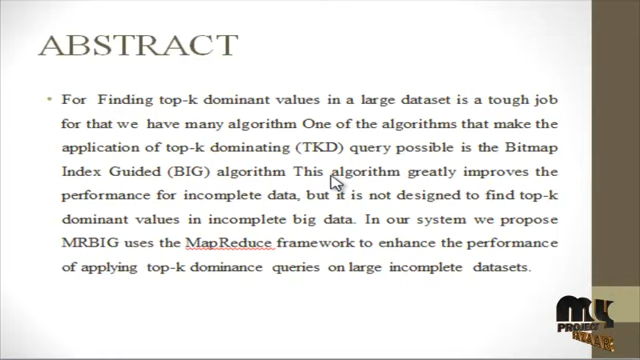 ABSTRACT
• For Finding top-k dominant values in a large dataset is a tough job
for that we have many algorithm One of the algorithms that make the
application of top-k dominating (TKD) query possible is the Bitmap
Index Guided (BIG) algorithm This algorithm greatly improves the
performance for incomplete data, but it is not designed to find top-k
dominant values in incomplete big data. In our system we propose
MRBIG uses the MapReduce framework to enhance the performance
of applying top-k dominance queries on large incomplete datasets.
my
PROJECT
BAZAAR